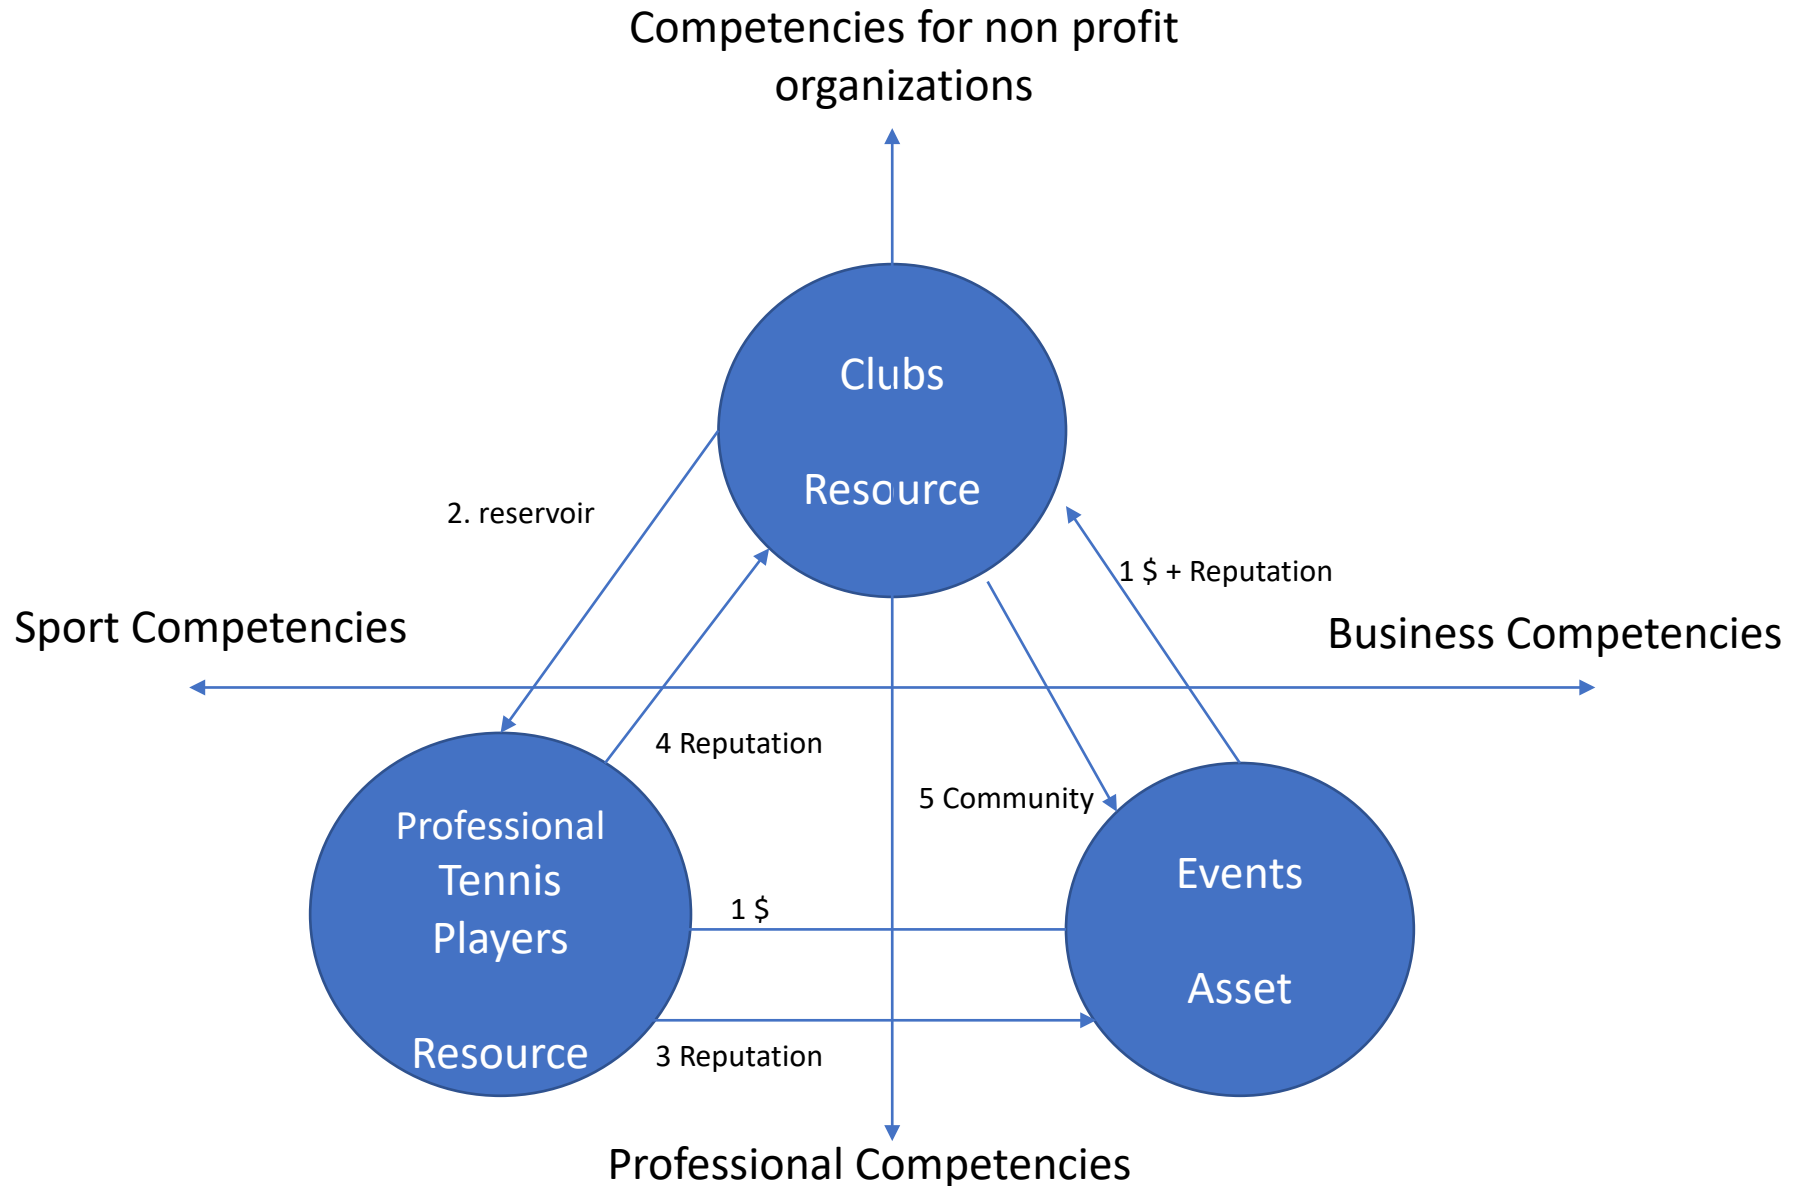 Competencies for non profit
organizations
Clubs
Resource
2. reservoir
1 $ + Reputation
Sport Competencies
Business Competencies
4 Reputation
5 Community
Professional
Tennis
Players
Resource
1 $
Events
Asset
3 Reputation
Professional Competencies